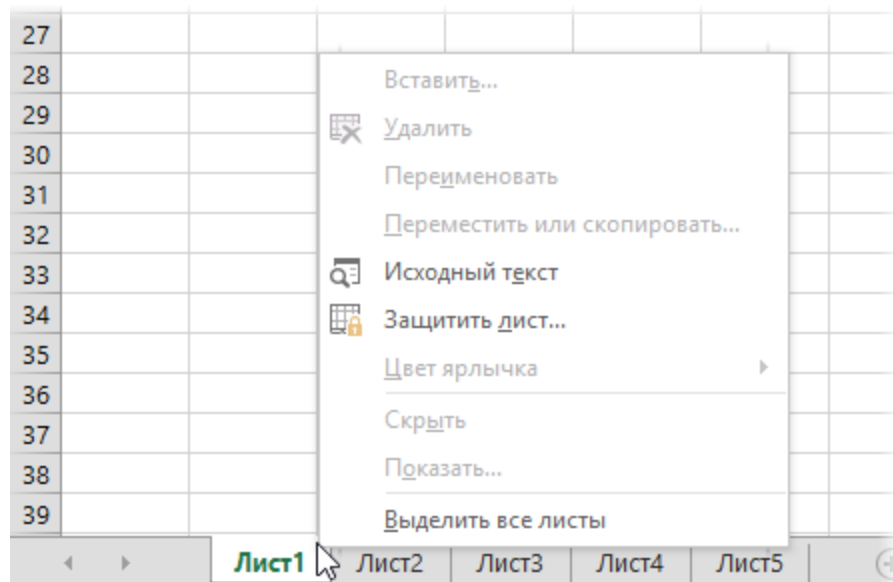 27
28
Вставить...
29
Удалить
30
Переименовать
31
Переместить или скопировать...
32
33
Исходный текст
34
Защитить лист...
35
Цвет ярлычка
36
Скрыть
37
Показать...
38
39
Выделить все листы
Лист1 Лист2 Лист3 Лист4 Лист5